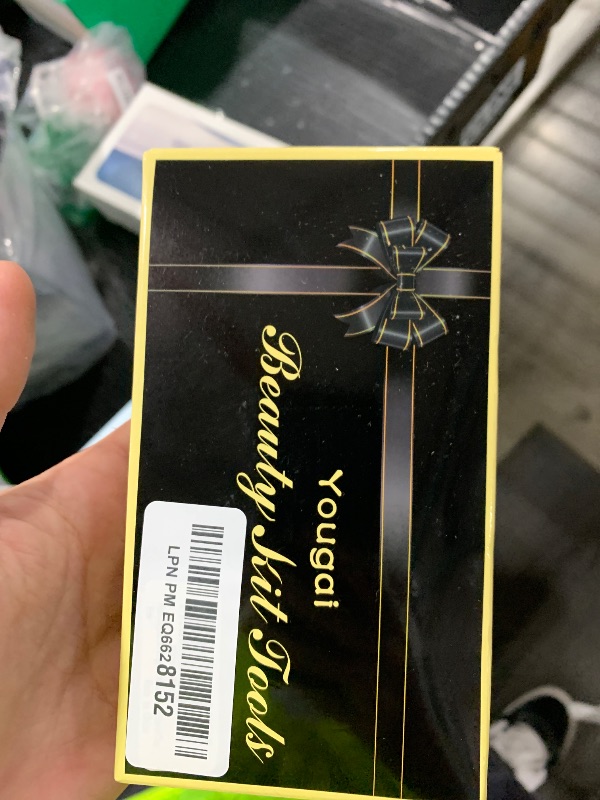 Yougai
Beauty Kit Tools
LPN PM EQ6628152